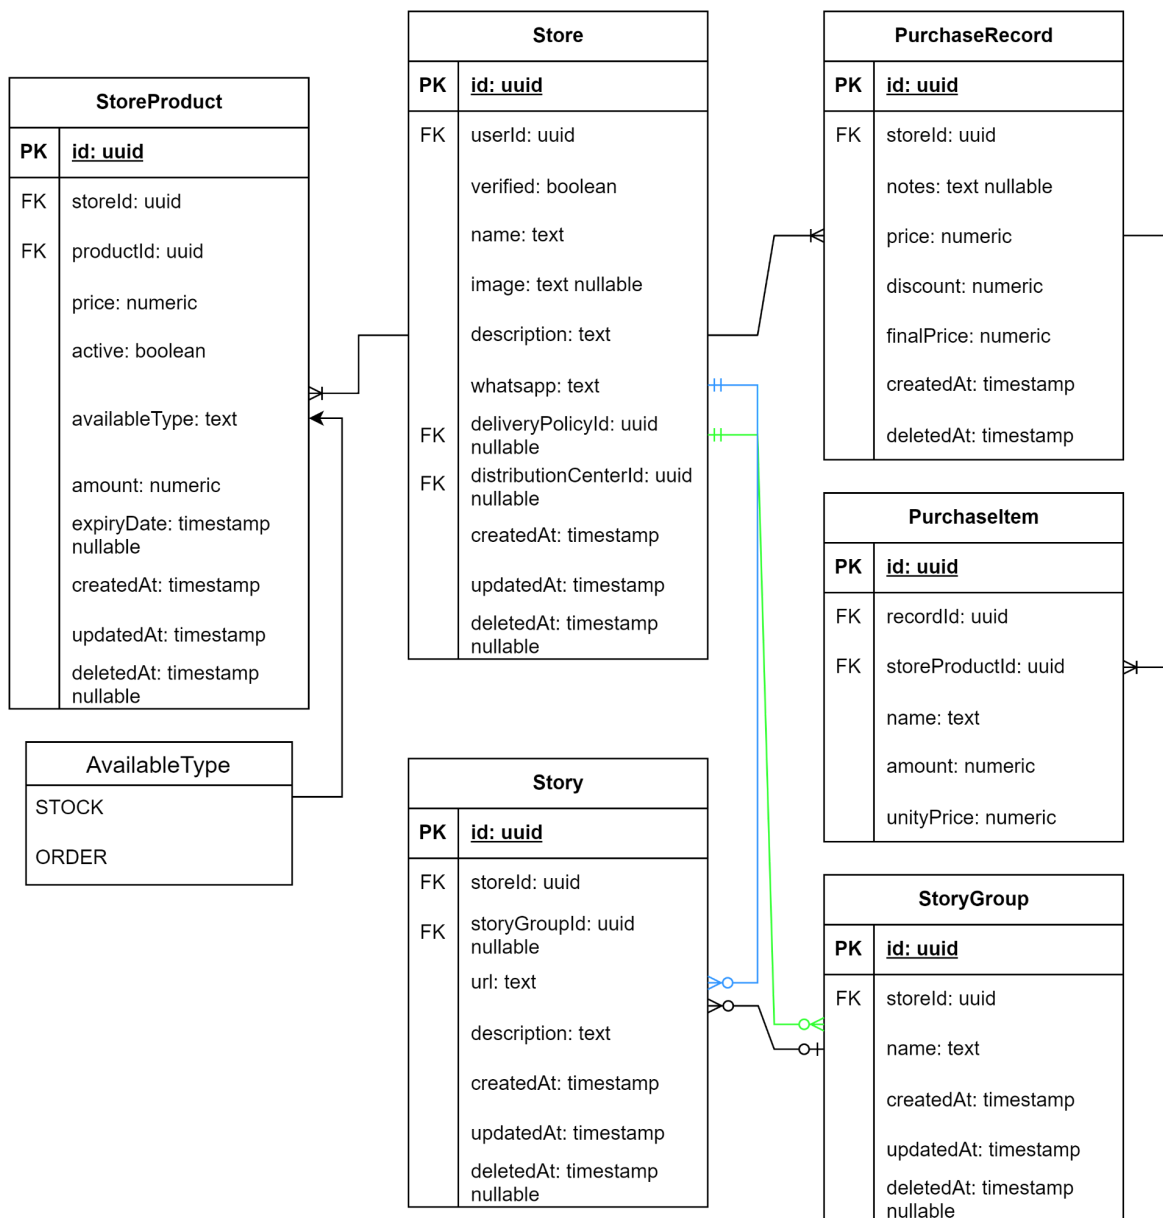 StoreProduct
PK id: uuid
FK storeId: uuid
FK productId: uuid
price: numeric
active: boolean
availableType: text
amount: numeric
expiryDate: timestamp
nullable
createdAt: timestamp
updatedAt: timestamp
deletedAt: timestamp
nullable
AvailableType
STOCK
ORDER
Store
PK id: uuid
FK userId: uuid
verified: boolean
name: text
image: text nullable
description: text
whatsapp: text
FK deliveryPolicyId: uuid
nullable
FK distributionCenterId: uuid
nullable
createdAt: timestamp
updatedAt: timestamp
deletedAt: timestamp
nullable
Story
PK id: uuid
FK storeId: uuid
FK storyGroupId: uuid
nullable
url: text
description: text
createdAt: timestamp
updatedAt: timestamp
deletedAt: timestamp
nullable
PurchaseRecord
PK id: uuid
FK storeId: uuid
notes: text nullable
price: numeric
discount: numeric
finalPrice: numeric
createdAt: timestamp
deletedAt: timestamp
PurchaseItem
PK id: uuid
FK recordId: uuid
FK storeProductId: uuid
name: text
amount: numeric
unityPrice: numeric
StoryGroup
PK id: uuid
FK storeId: uuid
name: text
createdAt: timestamp
updatedAt: timestamp
deletedAt: timestamp
nullable